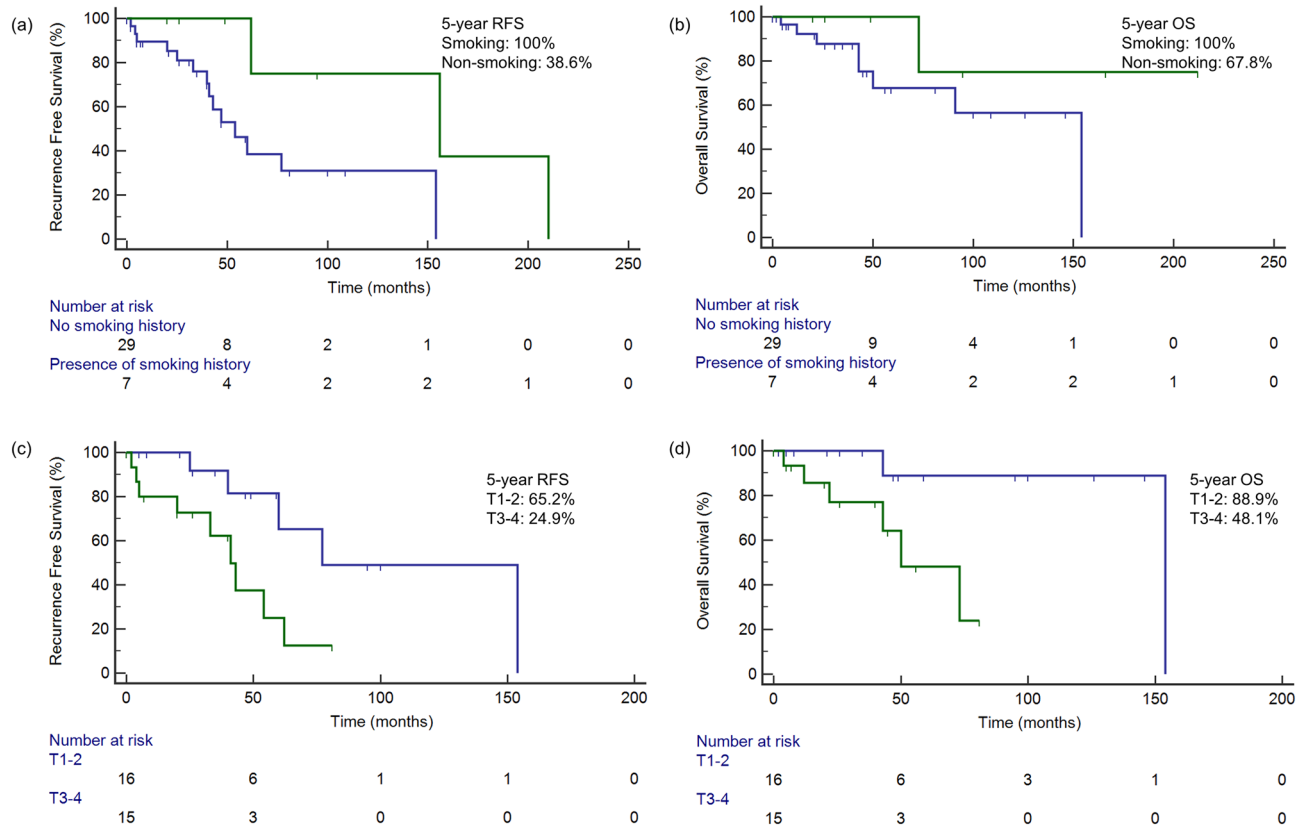 (a)
Recurrence Free Survival (%)
100
80
60
40
20
0
5-year RFS
Smoking: 100%
Non-smoking: 38.6%
0 50 100 150 200 250
Time (months)
Number at risk
No smoking history
29 8 2 1 0 0
Presence of smoking history
7 4 2 2 1 0
(b)
Overall Survival (%)
100
80
60
40
20
0
5-year OS
Smoking: 100%
Non-smoking: 67.8%
0 50 100 150 200 250
Time (months)
Number at risk
No smoking history
29 9 4 1 0 0
Presence of smoking history
7 4 2 2 1 0
(c)
Recurrence Free Survival (%)
100
80
60
40
20
0
5-year RFS
T1-2: 65.2%
T3-4: 24.9%
0 50 100 150 200
Time (months)
Number at risk
T1-2
16 6 1 1 0
T3-4
15 3 0 0 0
(d)
Overall Survival (%)
100
80
60
40
20
0
5-year OS
T1-2: 88.9%
T3-4: 48.1%
0 50 100 150 200
Time (months)
Number at risk
T1-2
16 6 3 1 0
T3-4
15 3 0 0 0